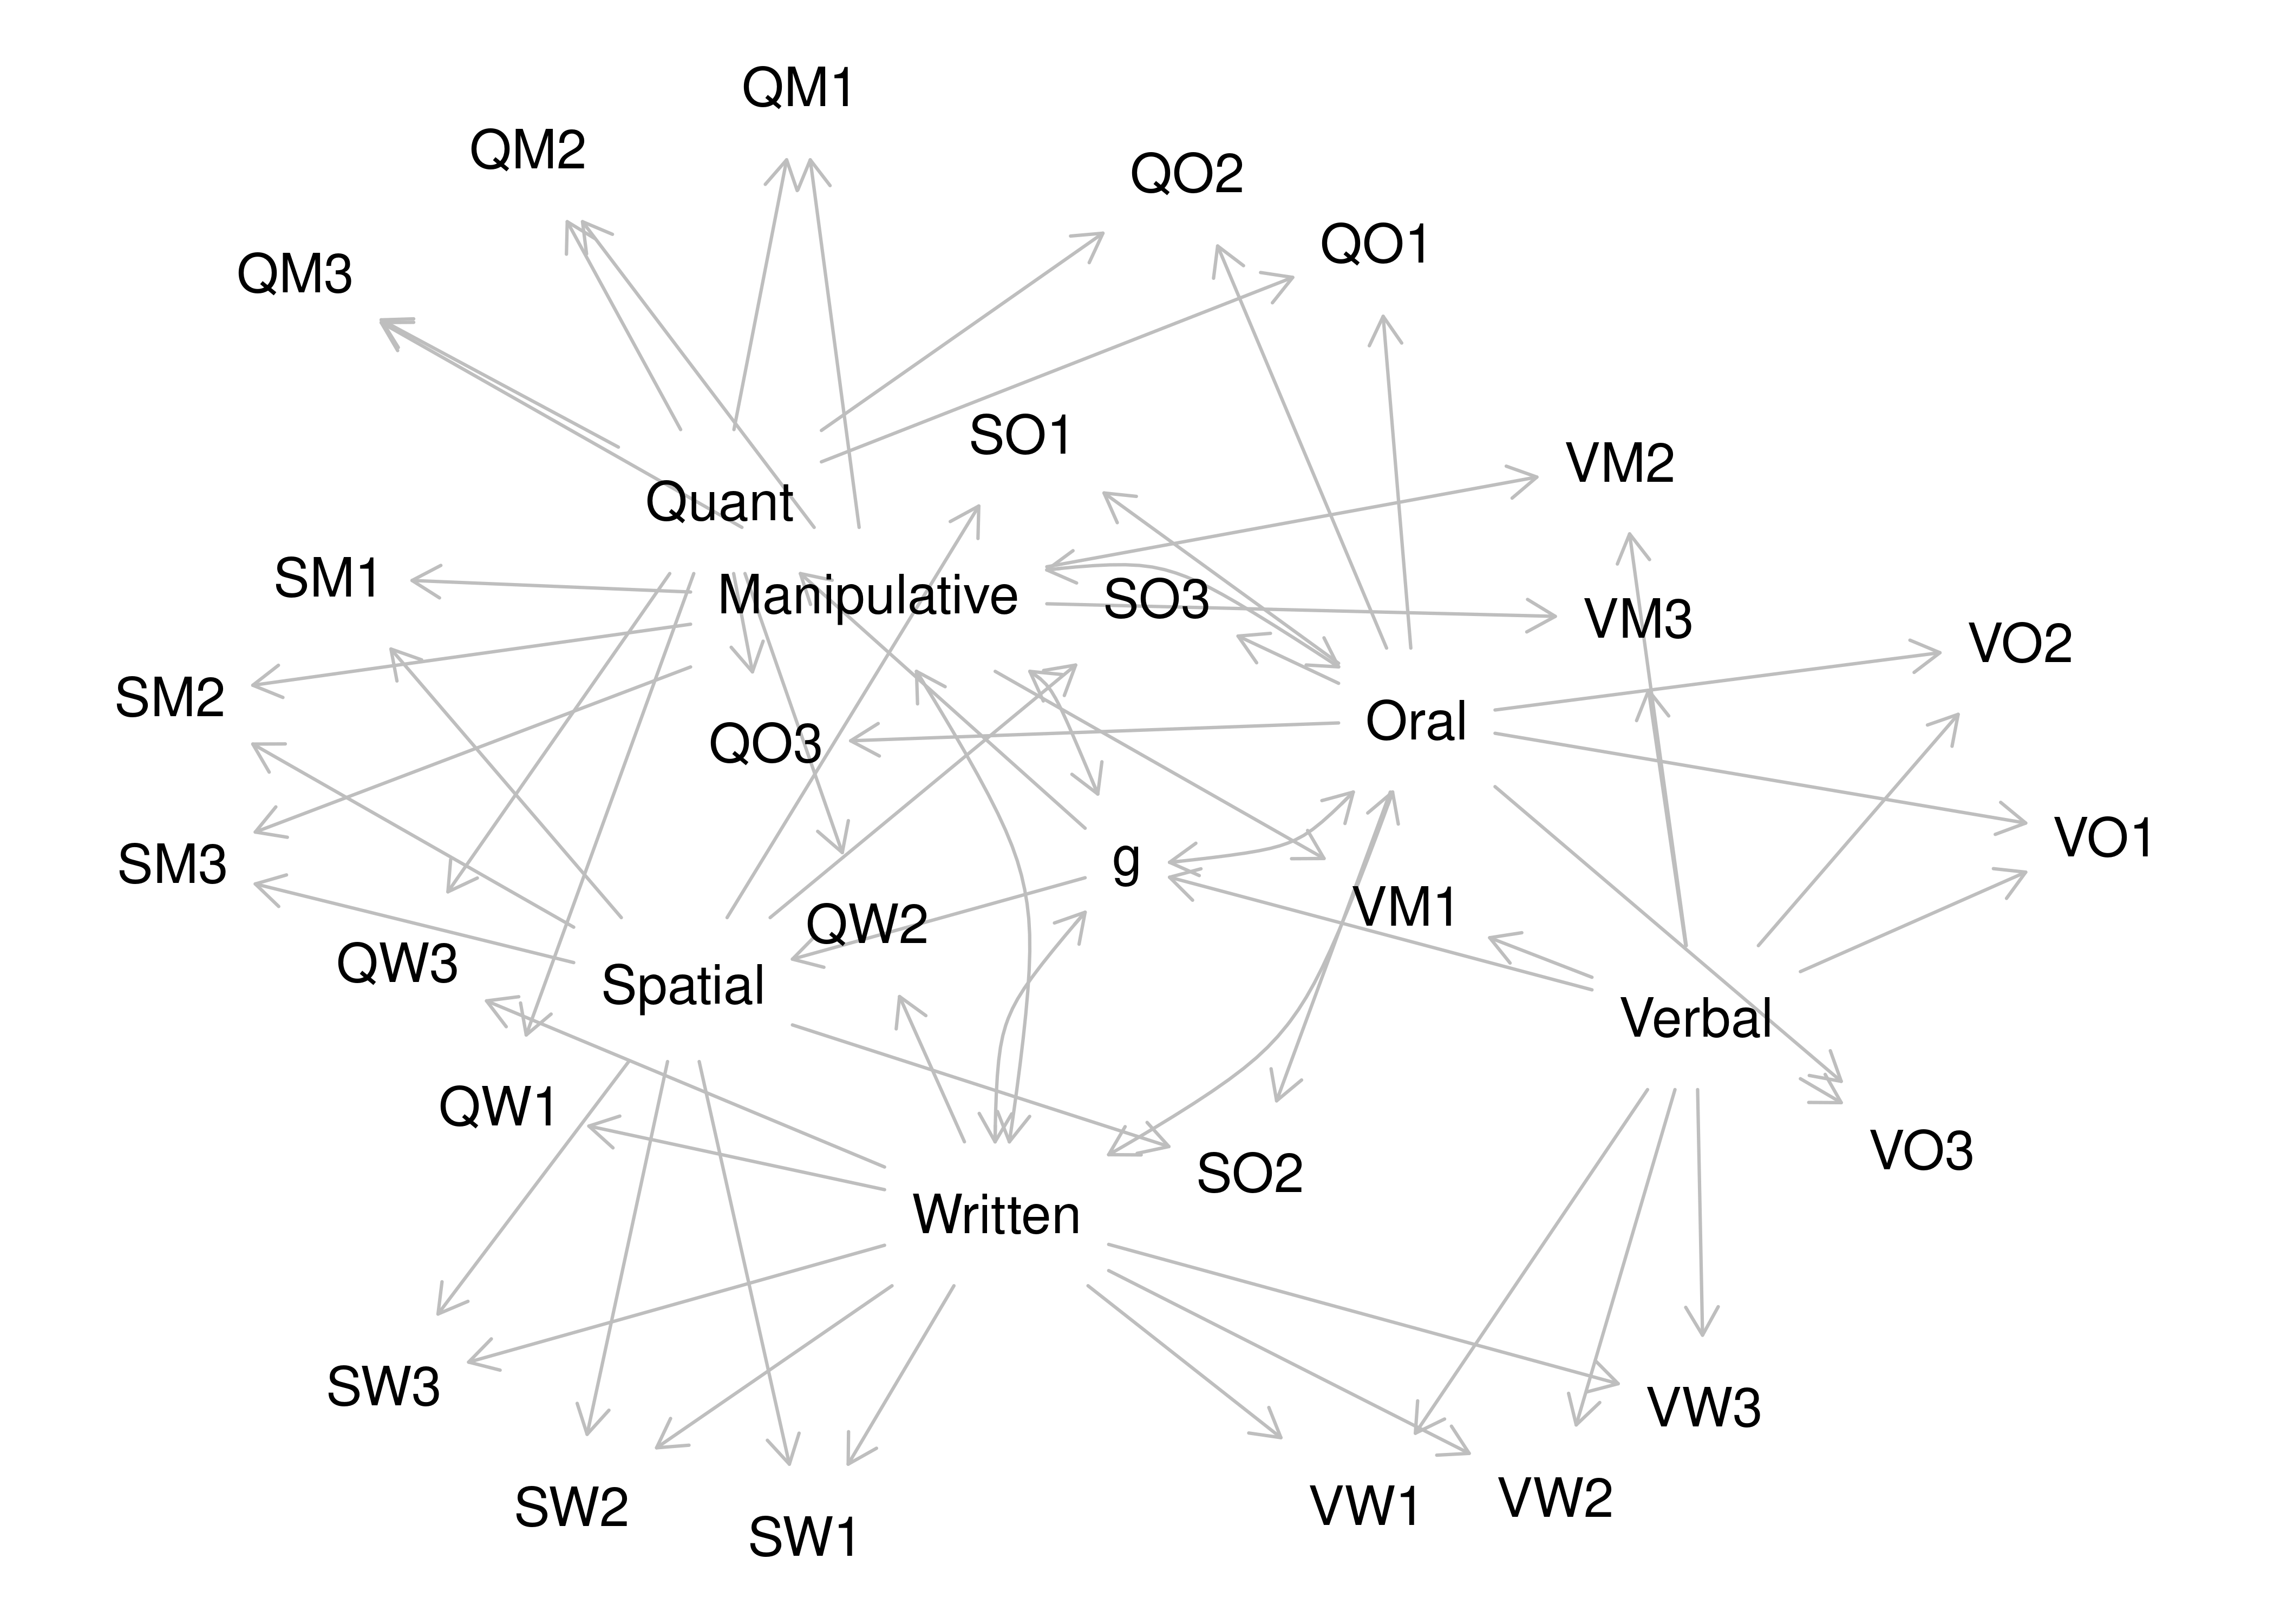 QM1
QM2
QO2
QO1
QM3
SO1
VM2
Quant
SM1
Manipulative
SO3
VM3
VO2
SM2
Oral
QO3
VO1
SM3
g
VM1
QW2
QW3
Spatial
Verbal
QW1
VO3
SO2
Written
SW3
VW3
VW2
SW2
VW1
SW1